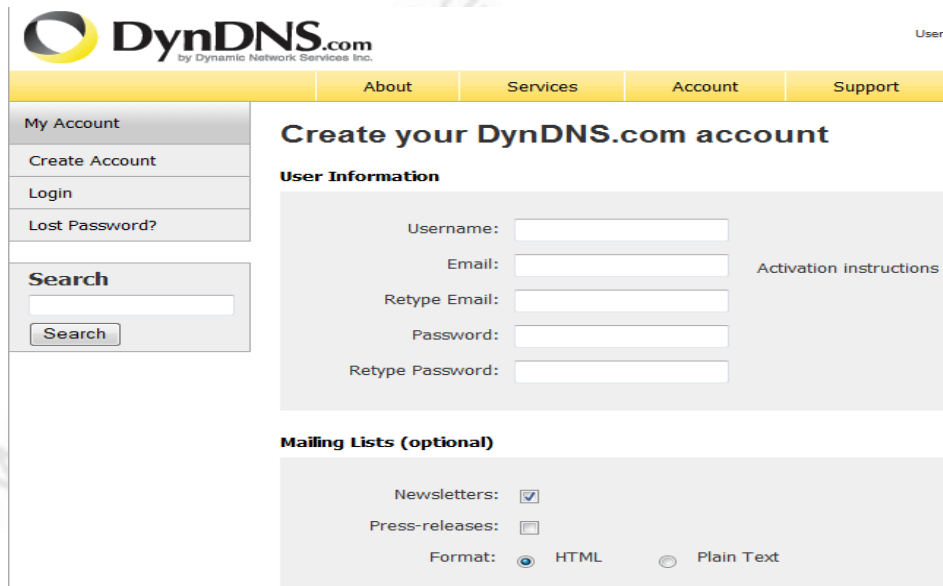 DynDNS.com
by Dynamic Network Services Inc.
User
About Services Account Support
My Account
Create Account
Login
Lost Password?
Search
Search
Create your DynDNS.com account
User Information
Username:
Email: Activation instructions
Retype Email:
Password:
Retype Password:
Mailing Lists (optional)
Newsletters:
Press-releases:
Format: HTML Plain Text